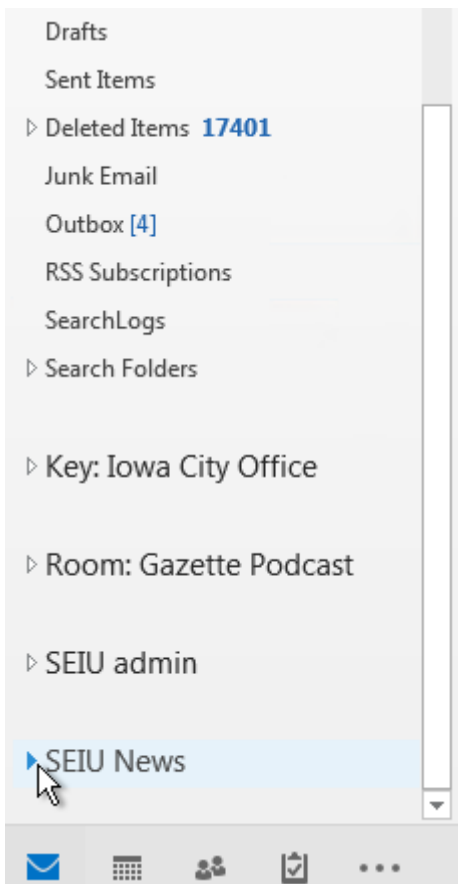 Drafts
Sent Items
Deleted Items 17401
Junk Email
Outbox [4]
RSS Subscriptions
SearchLogs
Search Folders
Key: Iowa City Office
Room: Gazette Podcast
SEIU admin
SEIU News